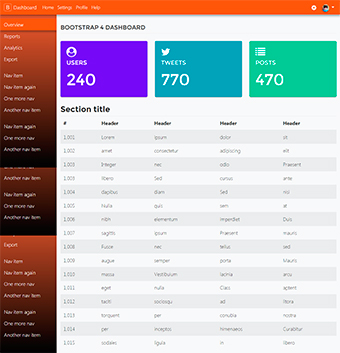 B Dashboard Home Settings Profile Help
Overview
Reports
Analytics
Export
Nav item
Nav item again
One more nav
Another nav item
Nav item again
One more nav
Another nav item
Another nav item
Nav item again
One more nav
Another nav item
Export
Nav item
Nav item again
One more nav
Another nav item
Nav item again
One more nav
Another nav item
BOOTSTRAP 4 DASHBOARD
USERS
240
TWEETS
770
POSTS
470
Section title
# Header Header Header Header
1,001 Lorem ipsum dolor sit
1,002 amet consectetur adipiscing elit
1,003 Integer nec odio Praesent
1,003 libero Sed cursus ante
1,004 dapibus diam Sed nisi
1,005 Nulla quis sem at
1,006 nibh elementum imperdiet Duis
1,007 sagittis ipsum Praesent mauris
1,008 Fusce nec tellus sed
1,009 augue semper porta Mauris
1,010 massa Vestibulum lacinia arcu
1,011 eget nulla Class aptent
1,012 taciti sociosqu ad litora
1,013 torquent per conubia nostra
1,014 per inceptos himenaeos Curabitur
1,015 sodales ligula in libero